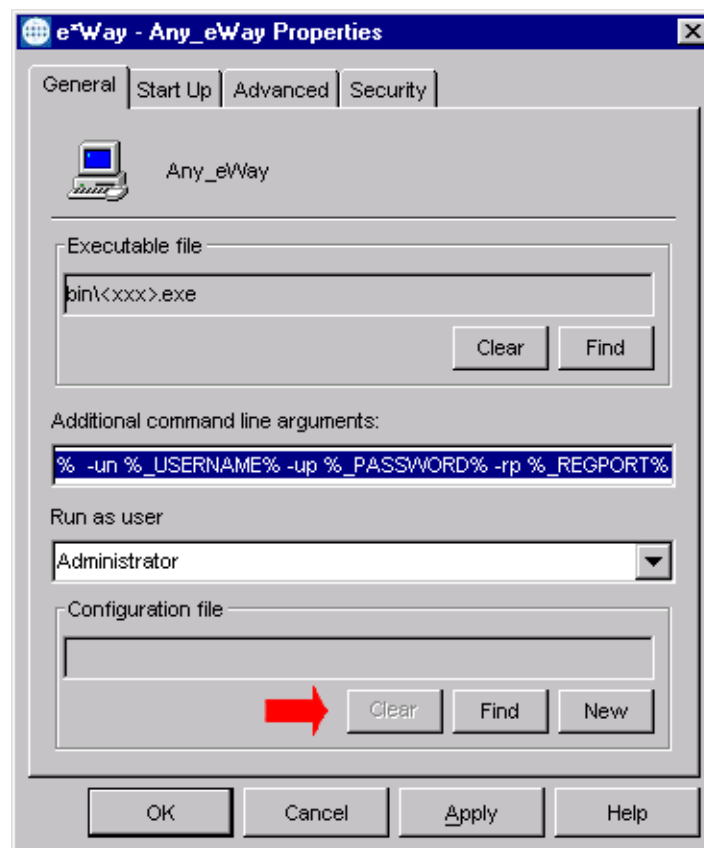 e*Way - Any_eWay Properties
General Start Up Advanced Security
Any_eWay
Executable file
bin\<xxx>.exe
Clear Find
Additional command line arguments:
% -un %_USERNAME% -up %_PASSWORD% -rp %_REGPORT%
Run as user
Administrator
Configuration file
Clear Find New
OK Cancel Apply Help